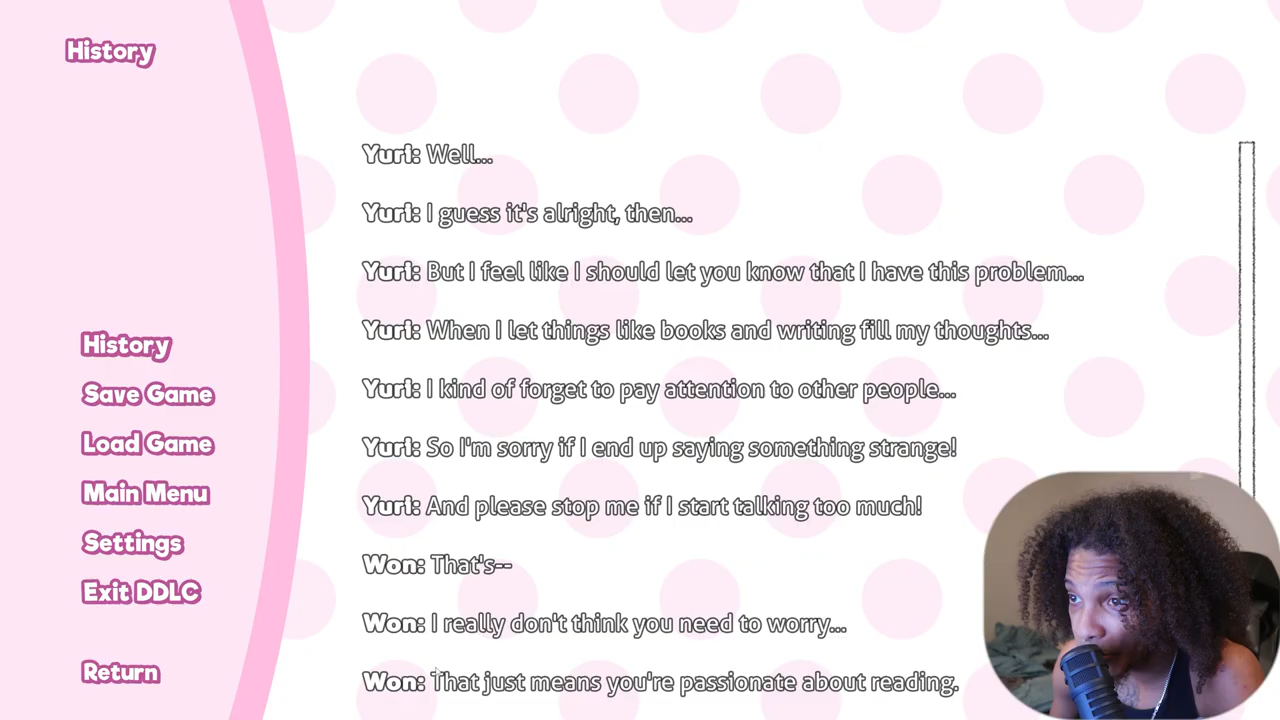 History
Yuri: Well...
Yuri: I guess it's alright, then...
Yuri: But I feel like I should let you know that I have this problem...
Yuri: When I let things like books and writing fill my thoughts...
Yuri: I kind of forget to pay attention to other people...
Yuri: So I'm sorry if I end up saying something strange!
Yuri: And please stop me if I start talking too much!
Won: That's--
Won: I really don't think you need to worry...
Won: That just means you're passionate about reading.
History
Save Game
Load Game
Main Menu
Settings
Exit DDLC
Return